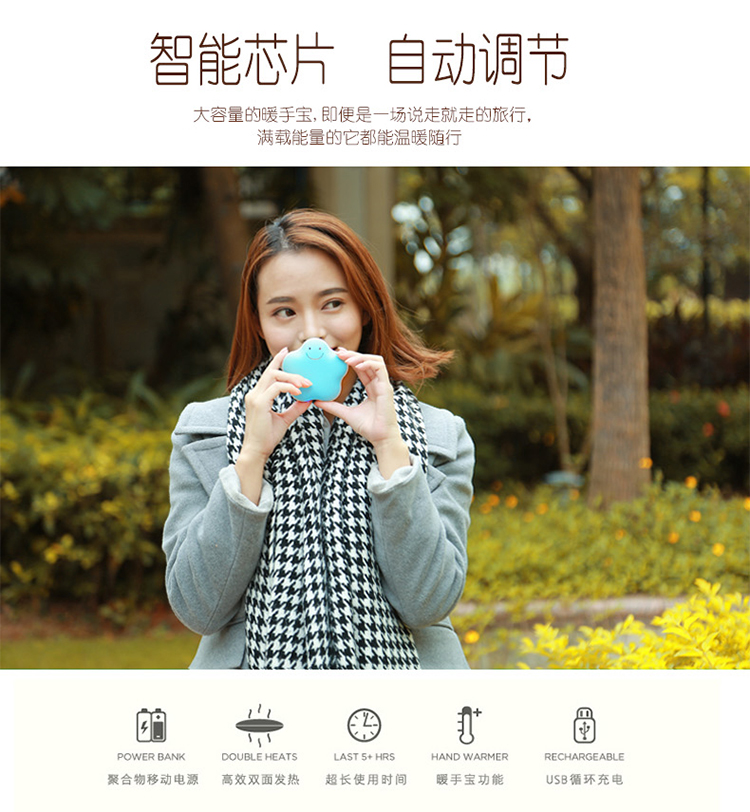 智能芯片 自动调节
大容量的暖手宝,即便是一场说走就走的旅行,
满载能量的它都能温暖随行
POWER BANK DOUBLE HEATS LAST 5+ HRS HAND WARMER RECHARGEABLE
聚合物移动电源 高效双面发热 超长使用时间 暖手宝功能 USB循环充电